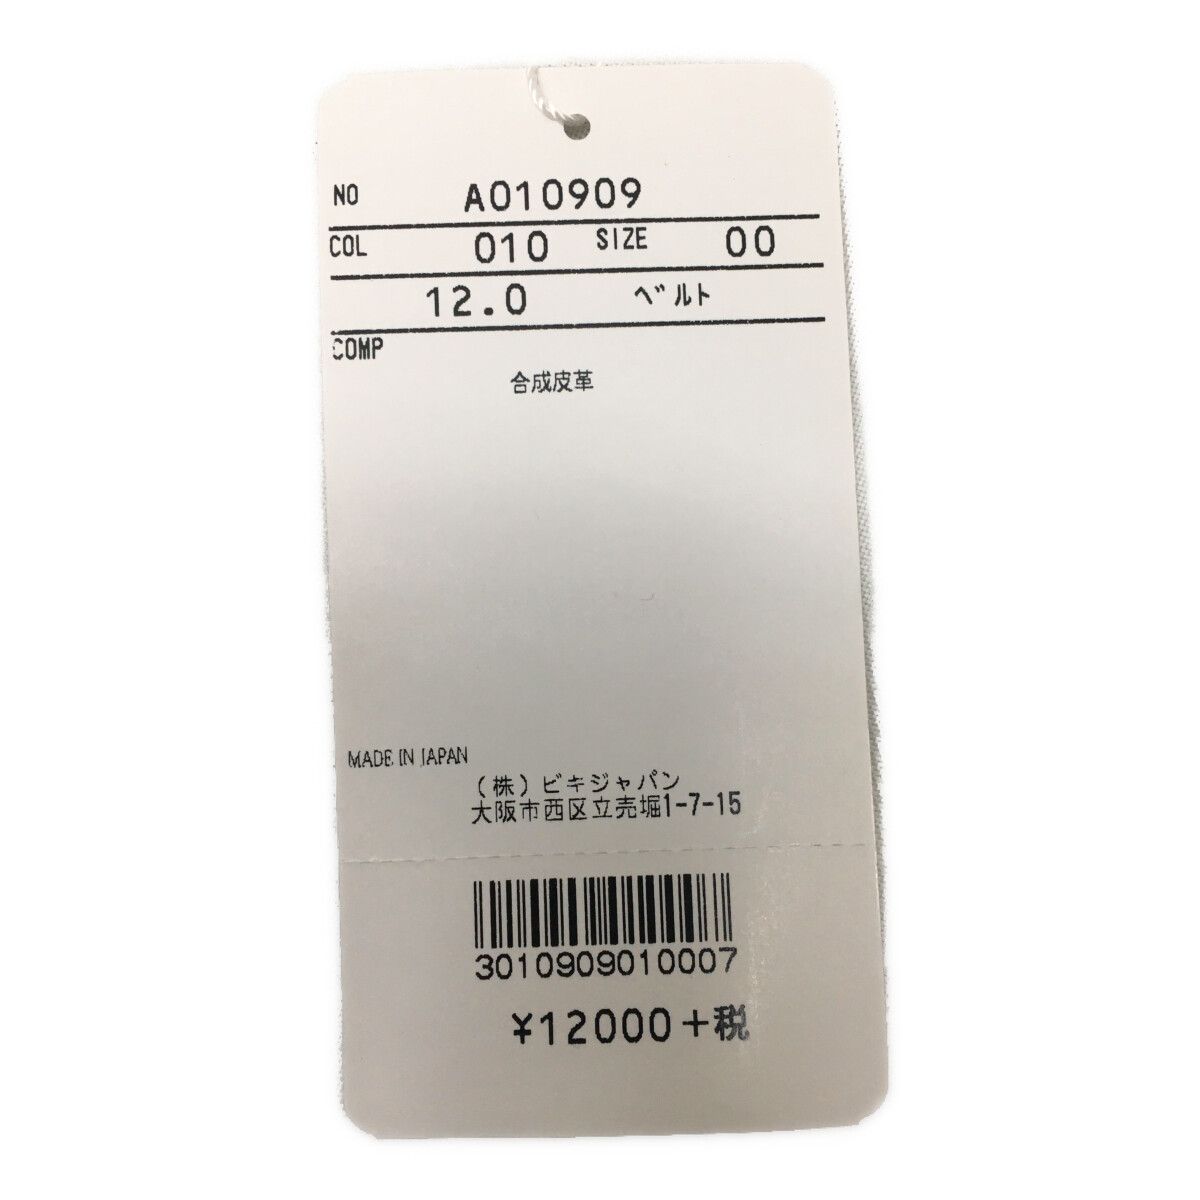 NO A010909
COL 010 SIZE 00
12.0 ベルト
COMP
合成皮革
MADE IN JAPAN
(株)ビキジャパン
大阪市西区立売堀1-7-15
3010909010007
¥12000+税